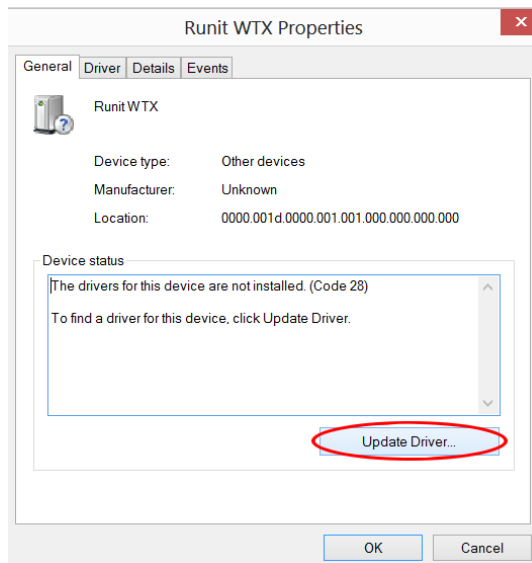 Runit WTX Properties
General Driver Details Events
Runit WTX
Device type: Other devices
Manufacturer: Unknown
Location: 0000.001d.0000.001.001.000.000.000.000
Device status
The drivers for this device are not installed. (Code 28)
To find a driver for this device, click Update Driver.
Update Driver...
OK Cancel